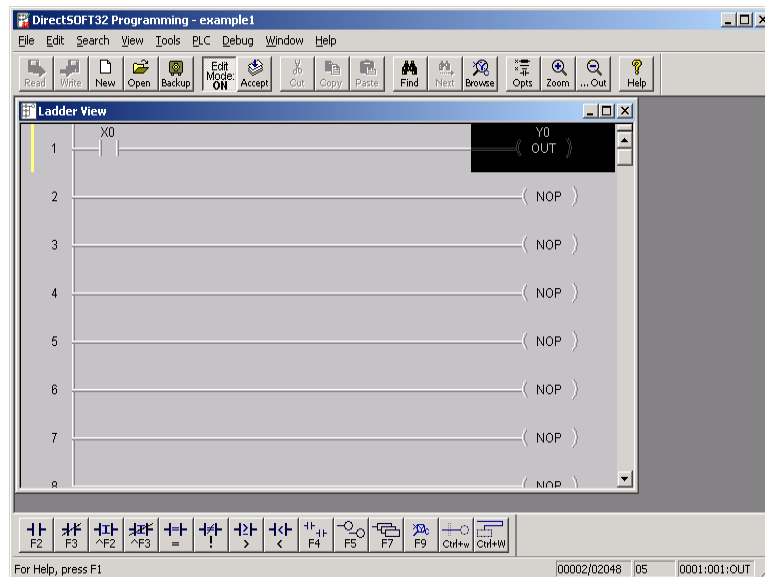 DirectSOFT32 Programming - example1
File Edit Search View Tools PLC Debug Window Help
Read Write New Open Backup Edit Mode: ON Accept Cut Copy Paste Find Next Browse Opts Zoom ... Out Help
Ladder View
X0 Y0
1 OUT
2 NOP
3 NOP
4 NOP
5 NOP
6 NOP
7 NOP
8 NOP
F2 F3 ^F2 ^F3 = ! > < F4 F5 F7 F9 Ctrl+w Ctrl+W
For Help, press F1 00002/02048 05 0001:001:OUT